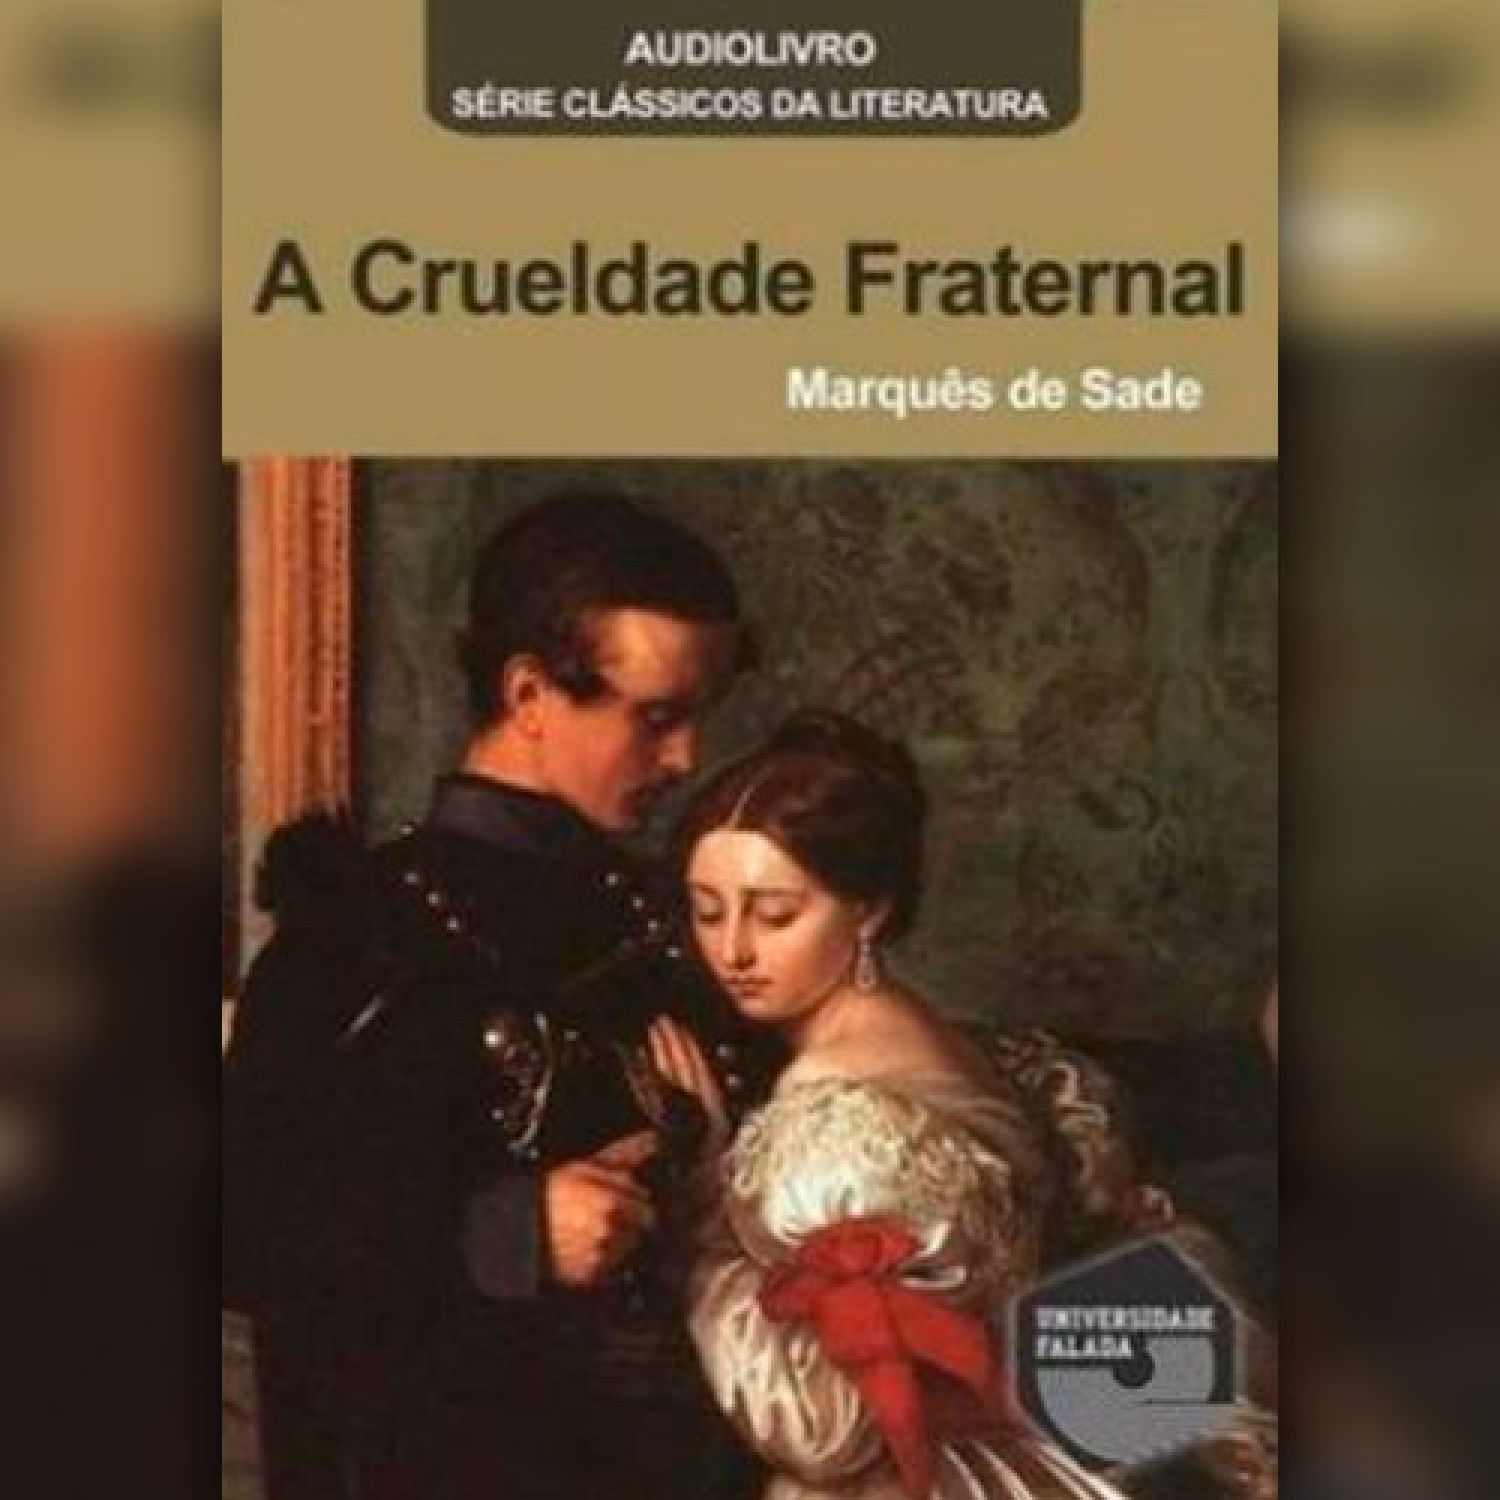 AUDIOLIVRO
SÉRIE CLÁSSICOS DA LITERATURA
A Crueldade Fraternal
Marquês de Sade
UNIVERSIDADE
FALADA